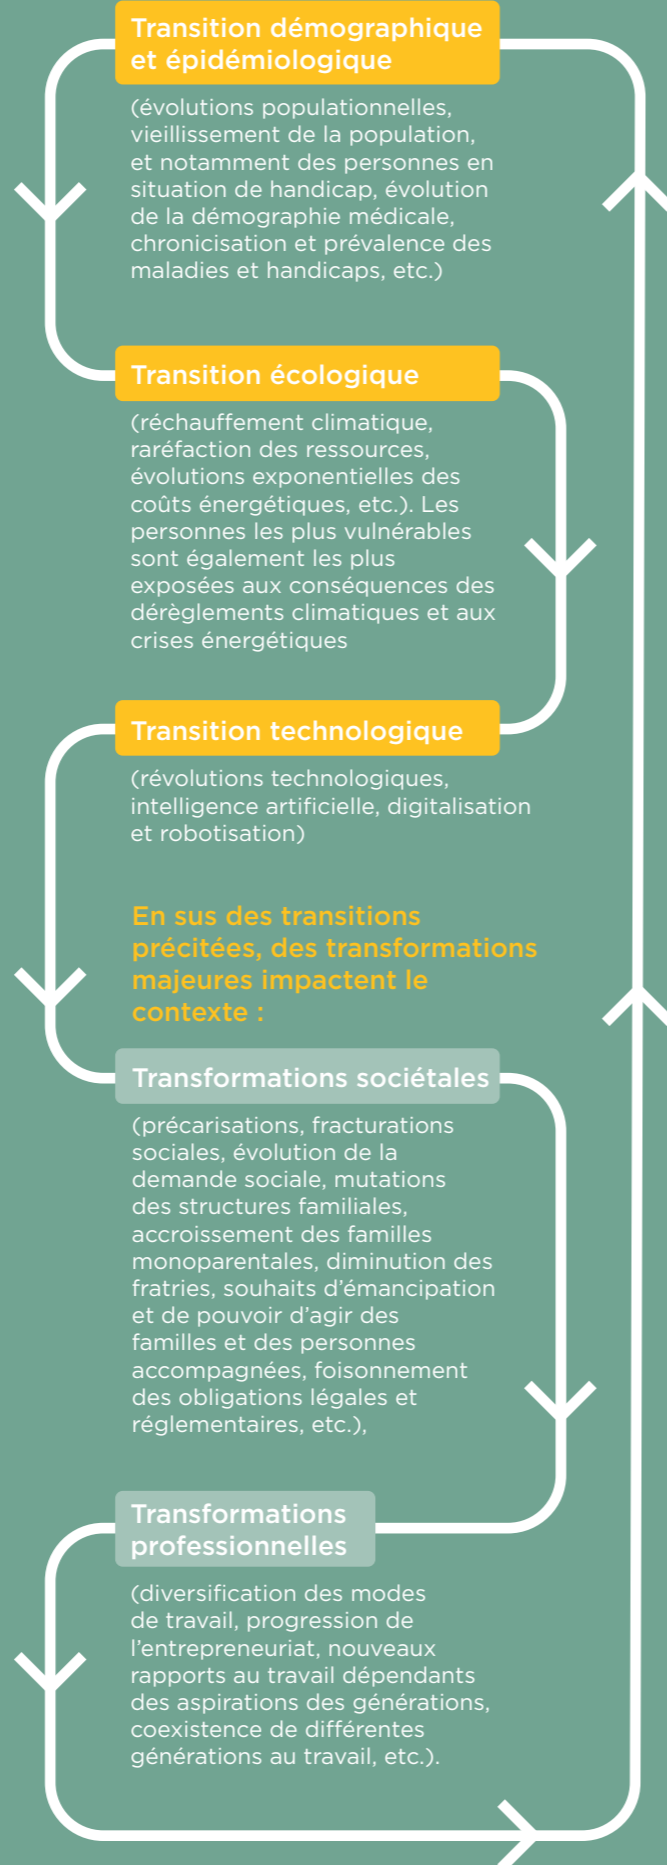 Transition démographique
et épidémiologique
(évolutions populationnelles,
vieillissement de la population,
et notamment des personnes en
situation de handicap, évolution
de la démographie médicale,
chronicisation et prévalence des
maladies et handicaps, etc.)
Transition écologique
(réchauffement climatique,
raréfaction des ressources,
évolutions exponentielles des
coûts énergétiques, etc.). Les
personnes les plus vulnérables
sont également les plus
exposées aux conséquences des
dérèglements climatiques et aux
crises énergétiques
Transition technologique
(révolutions technologiques,
intelligence artificielle, digitalisation
et robotisation)
En sus des transitions
précitées, des transformations
majeures impactent le
contexte :
Transformations sociétales
(précarisations, fracturations
sociales, évolution de la
demande sociale, mutations
des structures familiales,
accroissement des familles
monoparentales, diminution des
fratries, souhaits d’émancipation
et de pouvoir d’agir des
familles et des personnes
accompagnées, foisonnement
des obligations légales et
réglementaires, etc.),
Transformations
professionnelles
(diversification des modes
de travail, progression de
l’entrepreneuriat, nouveaux
rapports au travail dépendants
des aspirations des générations,
coexistence de différentes
générations au travail, etc.).